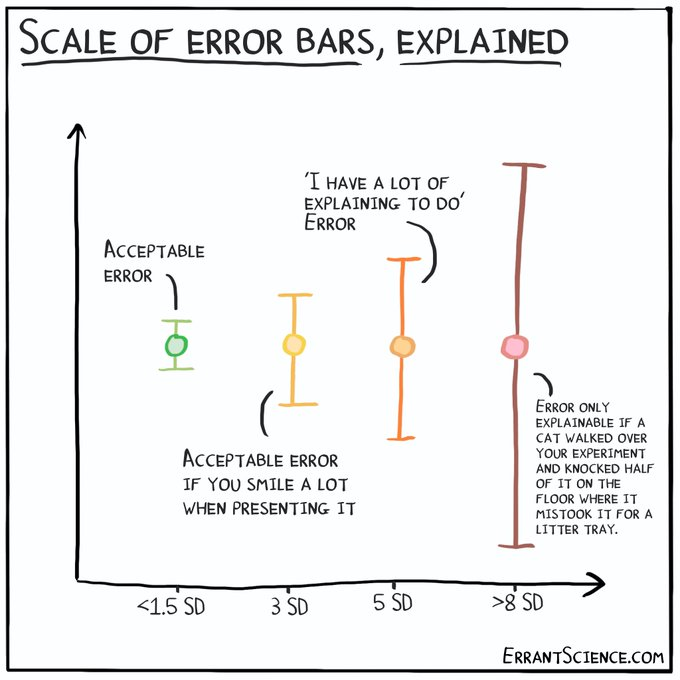 SCALE OF ERROR BARS, EXPLAINED
'I HAVE A LOT OF
EXPLAINING TO DO'
ERROR
ACCEPTABLE
ERROR
ACCEPTABLE ERROR
IF YOU SMILE A LOT
WHEN PRESENTING IT
ERROR ONLY
EXPLAINABLE IF A
CAT WALKED OVER
YOUR EXPERIMENT
AND KNOCKED HALF
OF IT ON THE
FLOOR WHERE IT
MISTOOK IT FOR A
LITTER TRAY.
<1.5 SD
3 SD
5 SD
>8 SD
ERRANTSCIENCE.COM